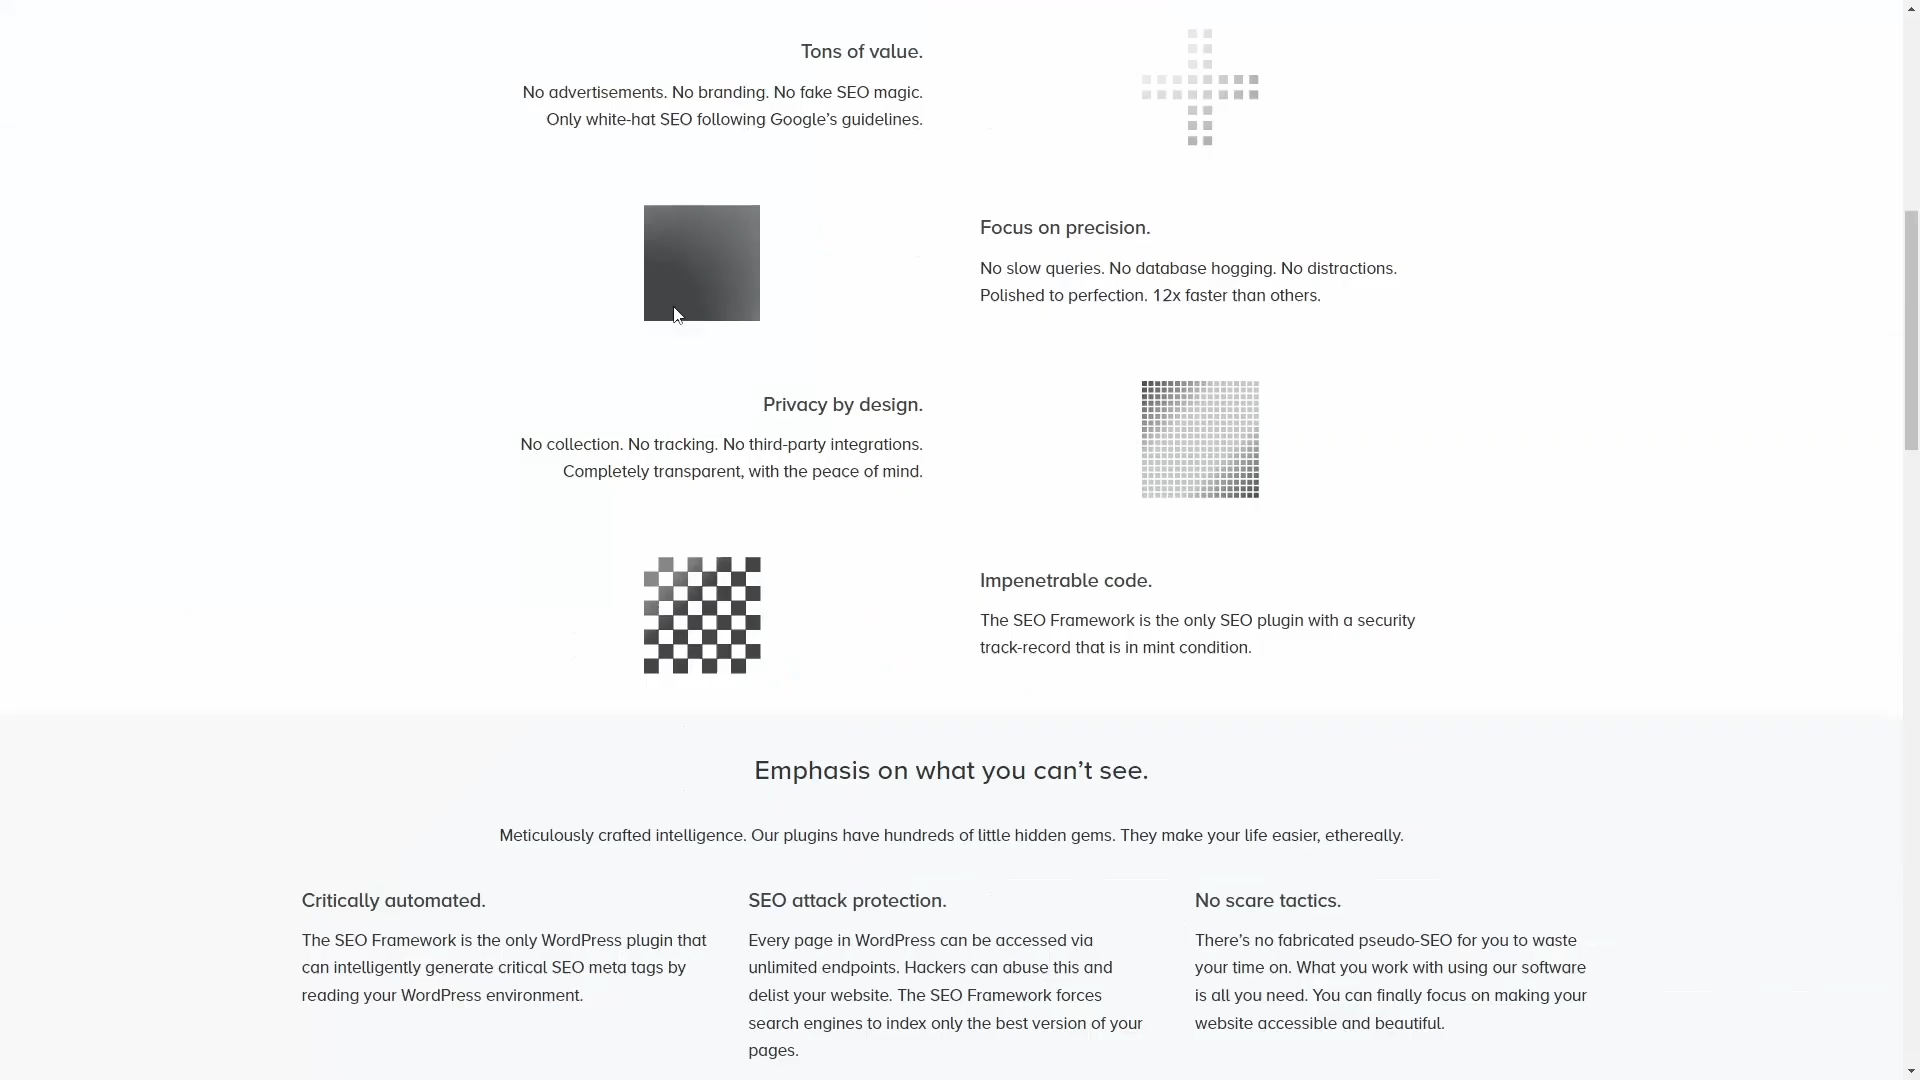 Tons of value.
No advertisements. No branding. No fake SEO magic.
Only white-hat SEO following Google’s guidelines.
Focus on precision.
No slow queries. No database hogging. No distractions.
Polished to perfection. 12x faster than others.
Privacy by design.
No collection. No tracking. No third-party integrations.
Completely transparent, with the peace of mind.
Impenetrable code.
The SEO Framework is the only SEO plugin with a security
track-record that is in mint condition.
Emphasis on what you can’t see.
Meticulously crafted intelligence. Our plugins have hundreds of little hidden gems. They make your life easier, ethereally.
Critically automated.
The SEO Framework is the only WordPress plugin that
can intelligently generate critical SEO meta tags by
reading your WordPress environment.
SEO attack protection.
Every page in WordPress can be accessed via
unlimited endpoints. Hackers can abuse this and
delist your website. The SEO Framework forces
search engines to index only the best version of your
pages.
No scare tactics.
There’s no fabricated pseudo-SEO for you to waste
your time on. What you work with using our software
is all you need. You can finally focus on making your
website accessible and beautiful.